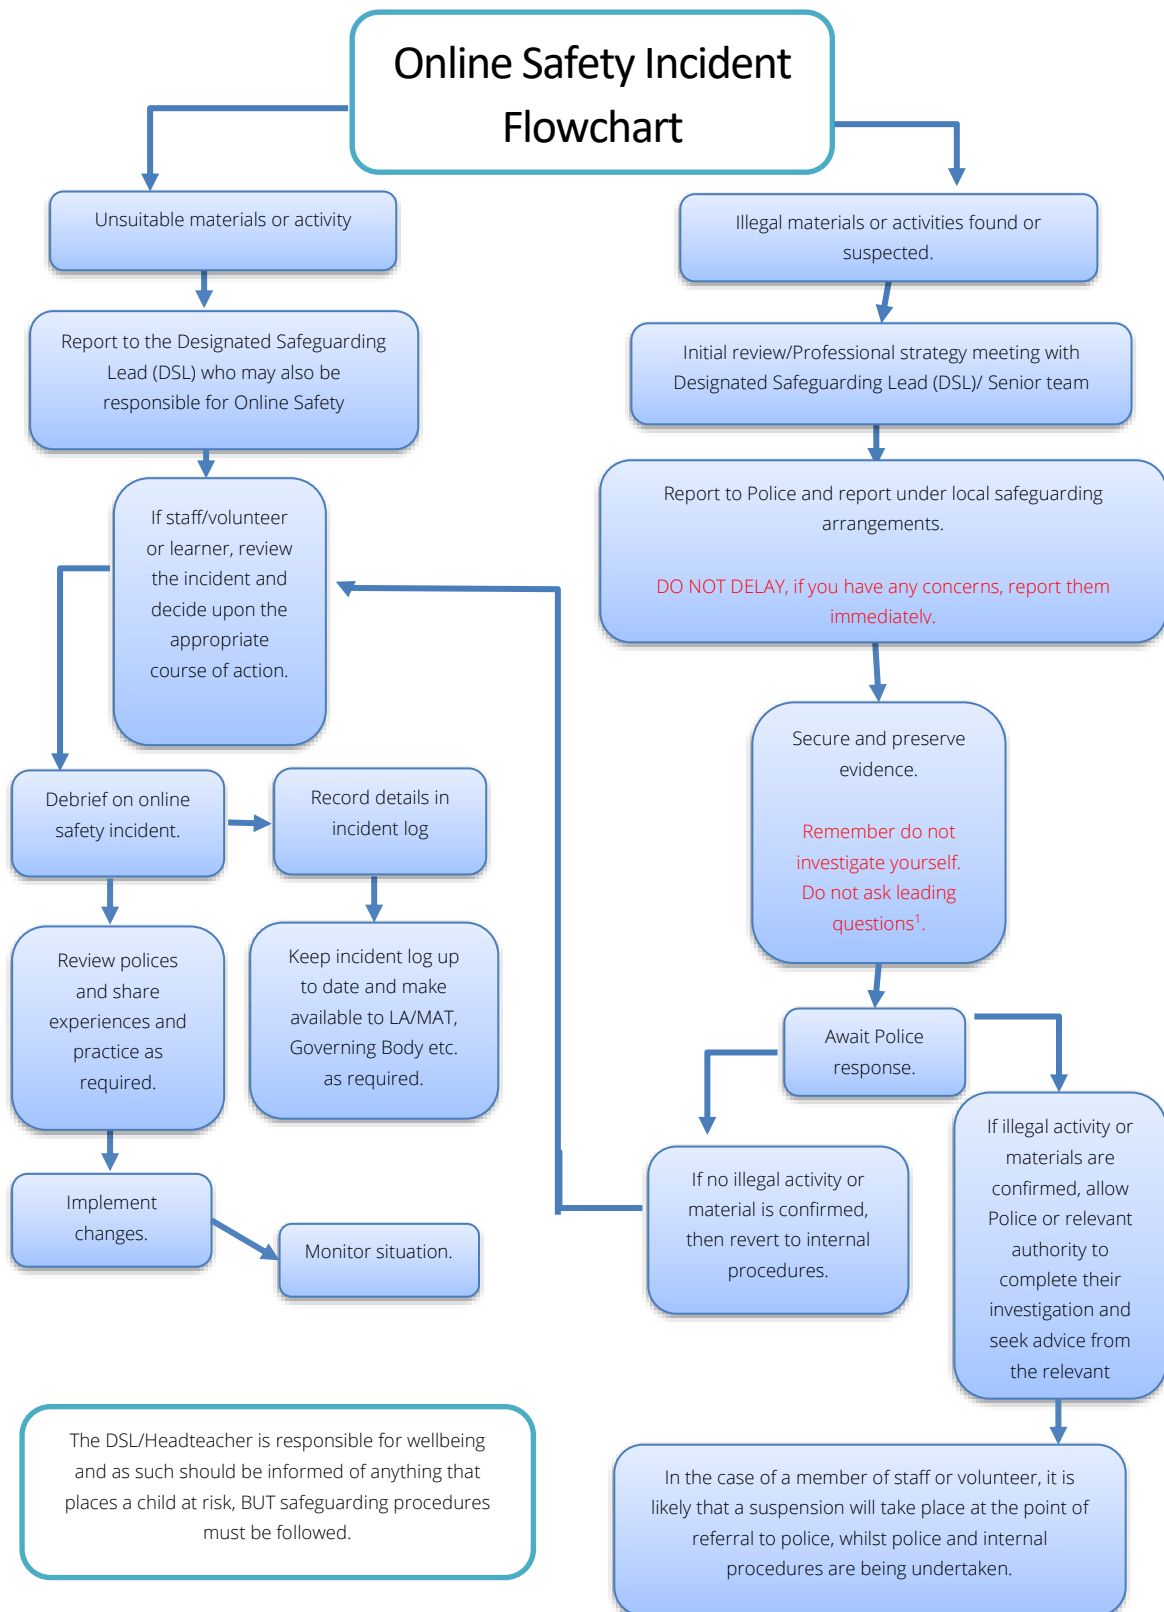 Online Safety Incident
Flowchart
Unsuitable materials or activity
Report to the Designated Safeguarding
Lead (DSL) who may also be
responsible for Online Safety
If staff/volunteer
or learner, review
the incident and
decide upon the
appropriate
course of action.
Debrief on online
safety incident.
Record details in
incident log
Review polices
and share
experiences and
practice as
required.
Keep incident log up
to date and make
available to LA/MAT,
Governing Body etc.
as required.
Implement
changes.
Monitor situation.
Illegal materials or activities found or
suspected.
Initial review/Professional strategy meeting with
Designated Safeguarding Lead (DSL)/ Senior team
Report to Police and report under local safeguarding
arrangements.
DO NOT DELAY, if you have any concerns, report them
immediately.
Secure and preserve
evidence.
Remember do not
investigate yourself.
Do not ask leading
questions¹.
Await Police
response.
If no illegal activity or
material is confirmed,
then revert to internal
procedures.
If illegal activity or
materials are
confirmed, allow
Police or relevant
authority to
complete their
investigation and
seek advice from
the relevant
In the case of a member of staff or volunteer, it is
likely that a suspension will take place at the point of
referral to police, whilst police and internal
procedures are being undertaken.
The DSL/Headteacher is responsible for wellbeing
and as such should be informed of anything that
places a child at risk, BUT safeguarding procedures
must be followed.